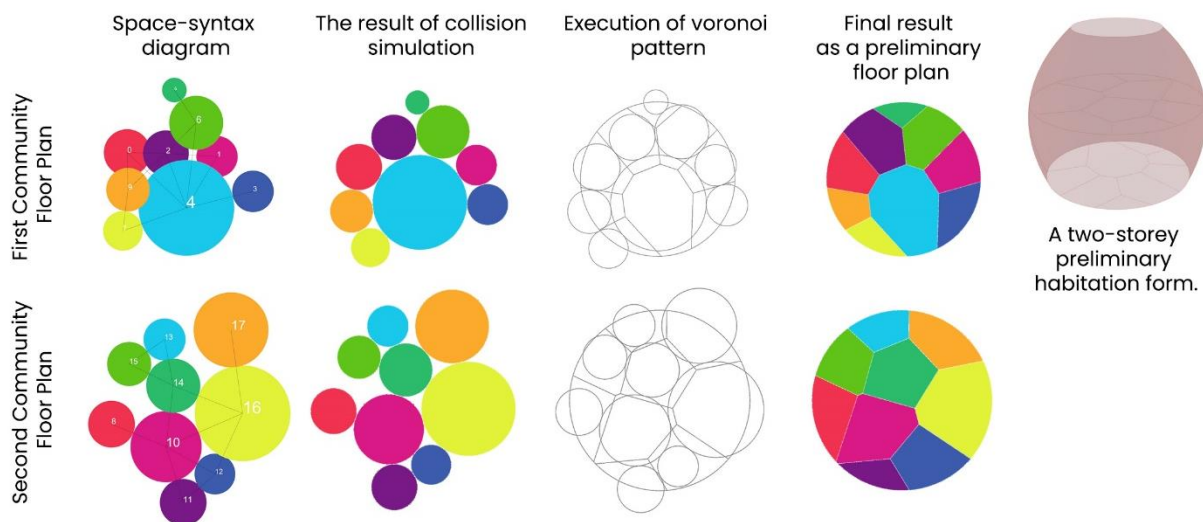 Space-syntax
diagram
The result of collision
simulation
Execution of voronoi
pattern
Final result
as a preliminary
floor plan
First Community
Floor Plan
6
0
2
1
3
4
A two-storey
preliminary
habitation form.
Second Community
Floor Plan
17
13
15
14
16
8
10
12
11